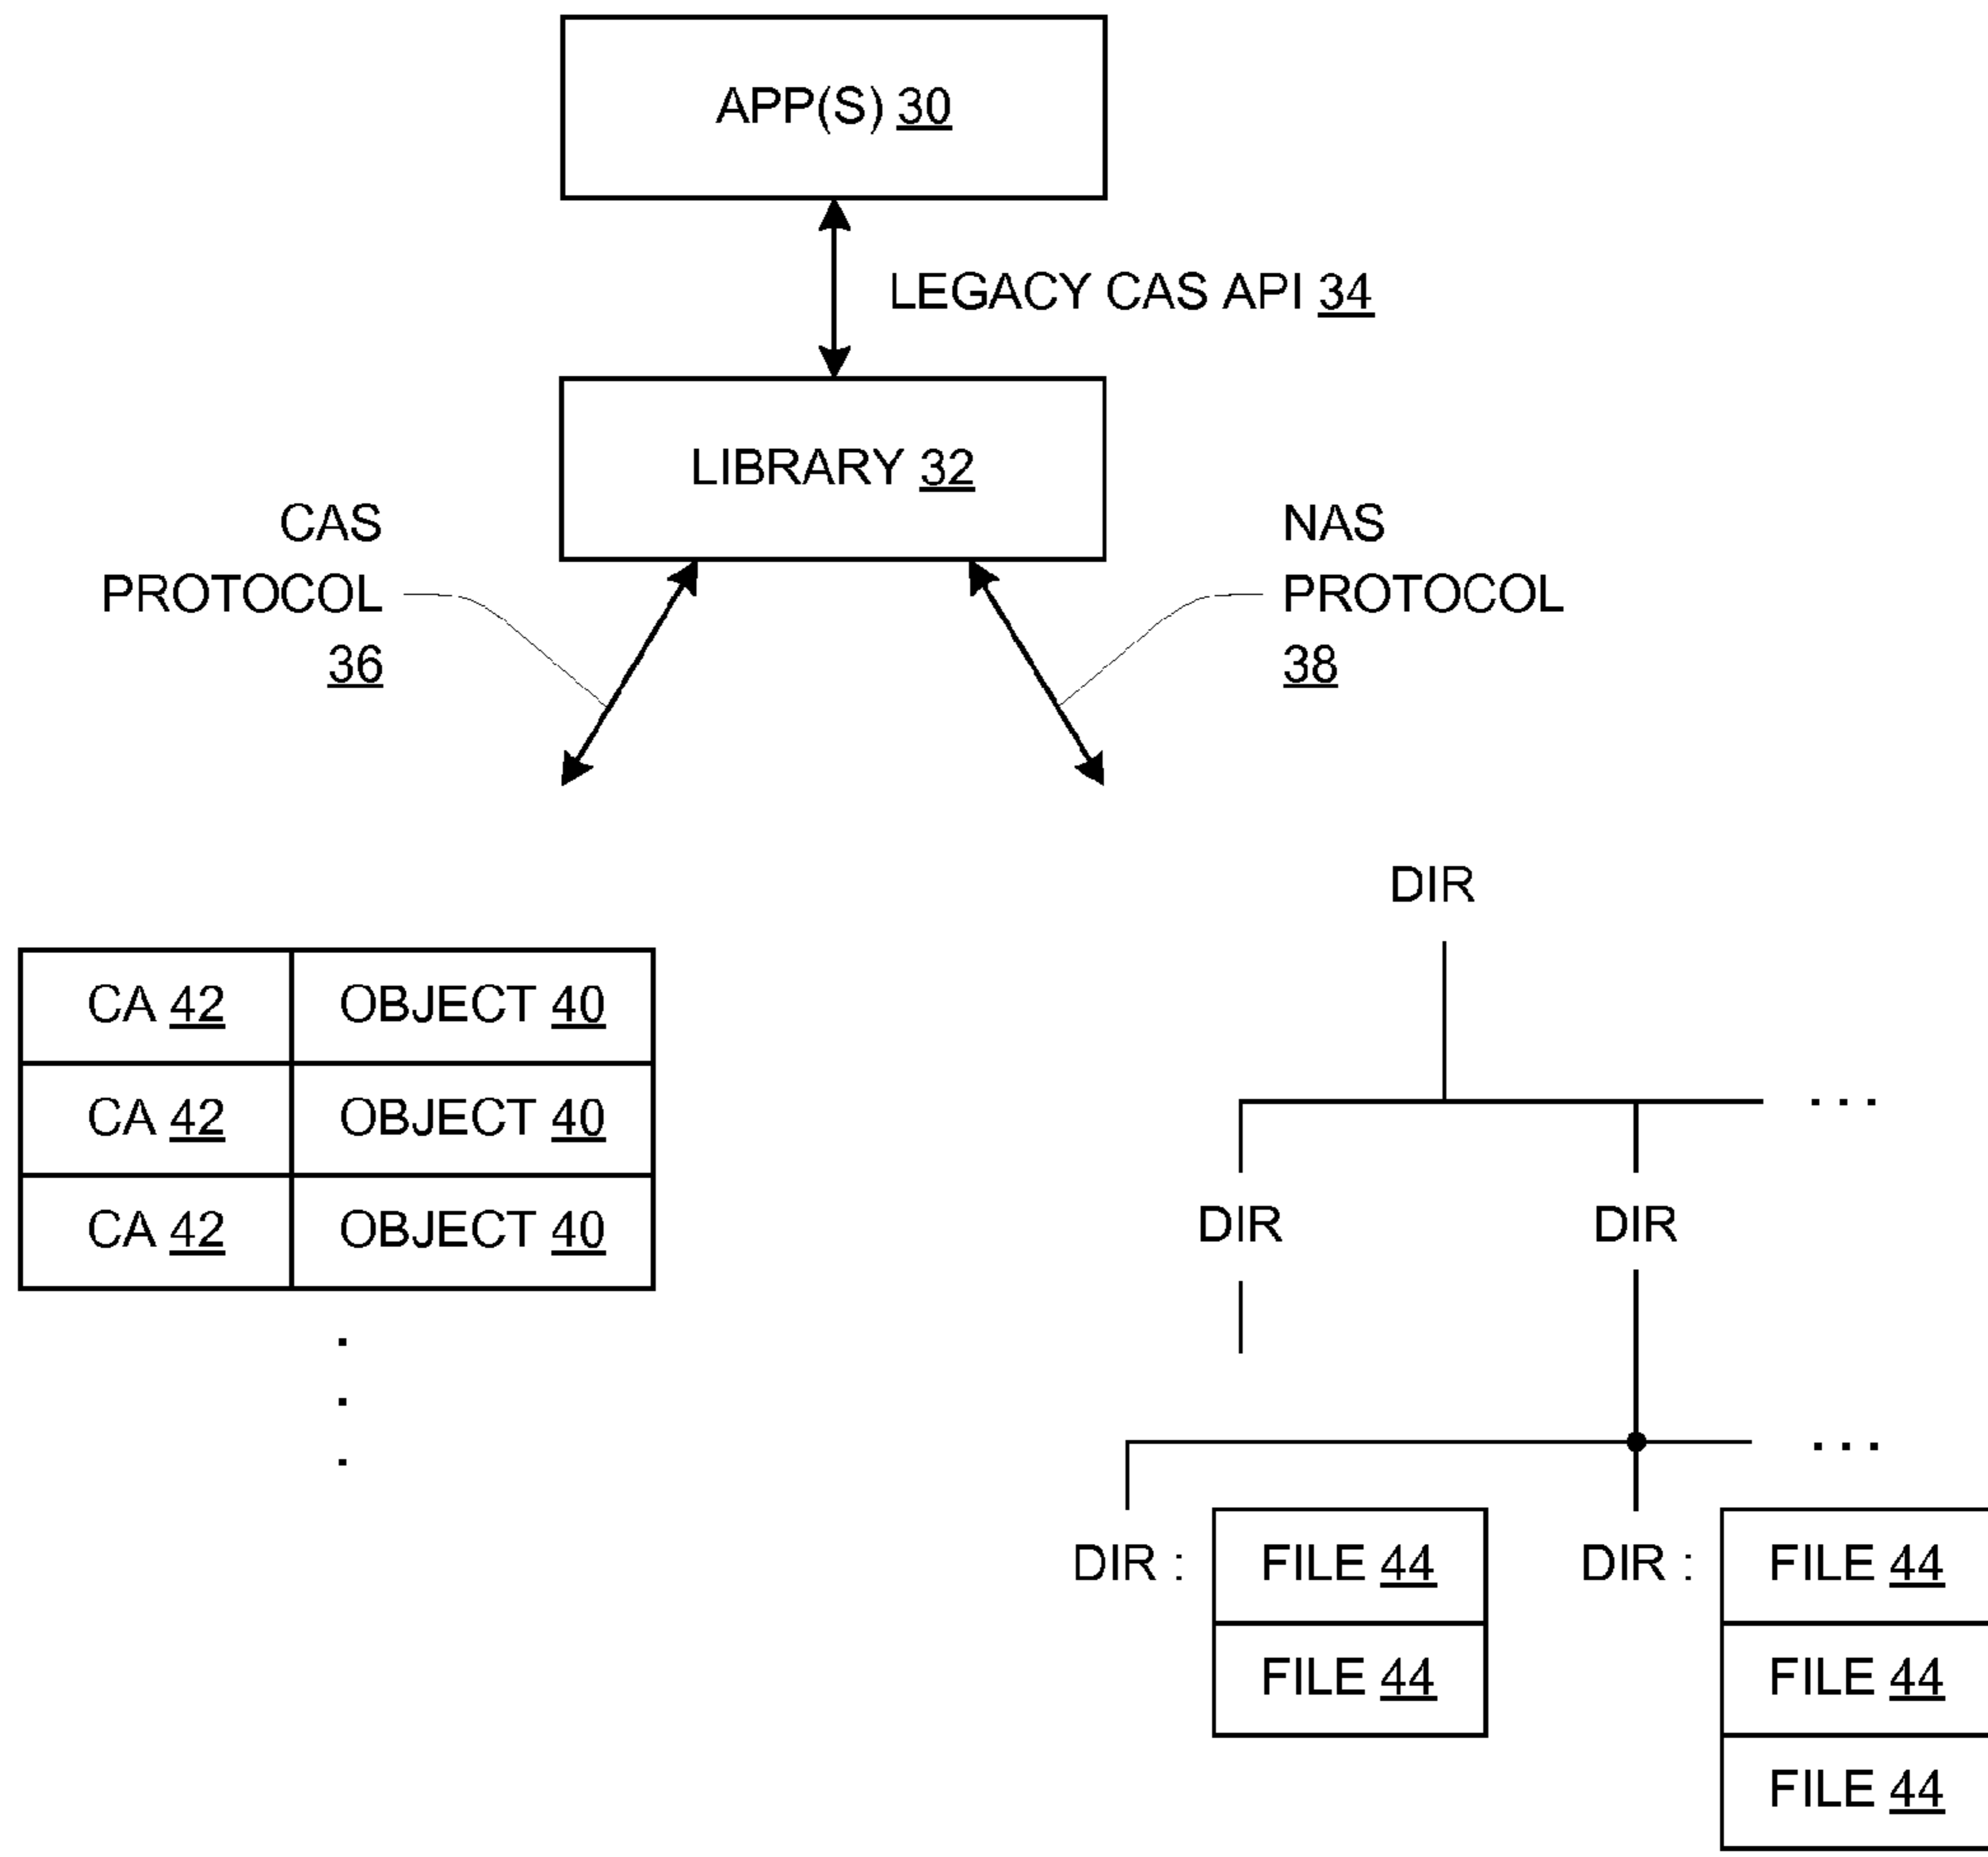 APP(S) 30
LEGACY CAS API 34
LIBRARY 32
CAS
PROTOCOL
36
NAS
PROTOCOL
38
CA 42 OBJECT 40
CA 42 OBJECT 40
CA 42 OBJECT 40
.
.
.
DIR
...
DIR DIR
...
DIR : FILE 44
FILE 44
DIR : FILE 44
FILE 44
FILE 44